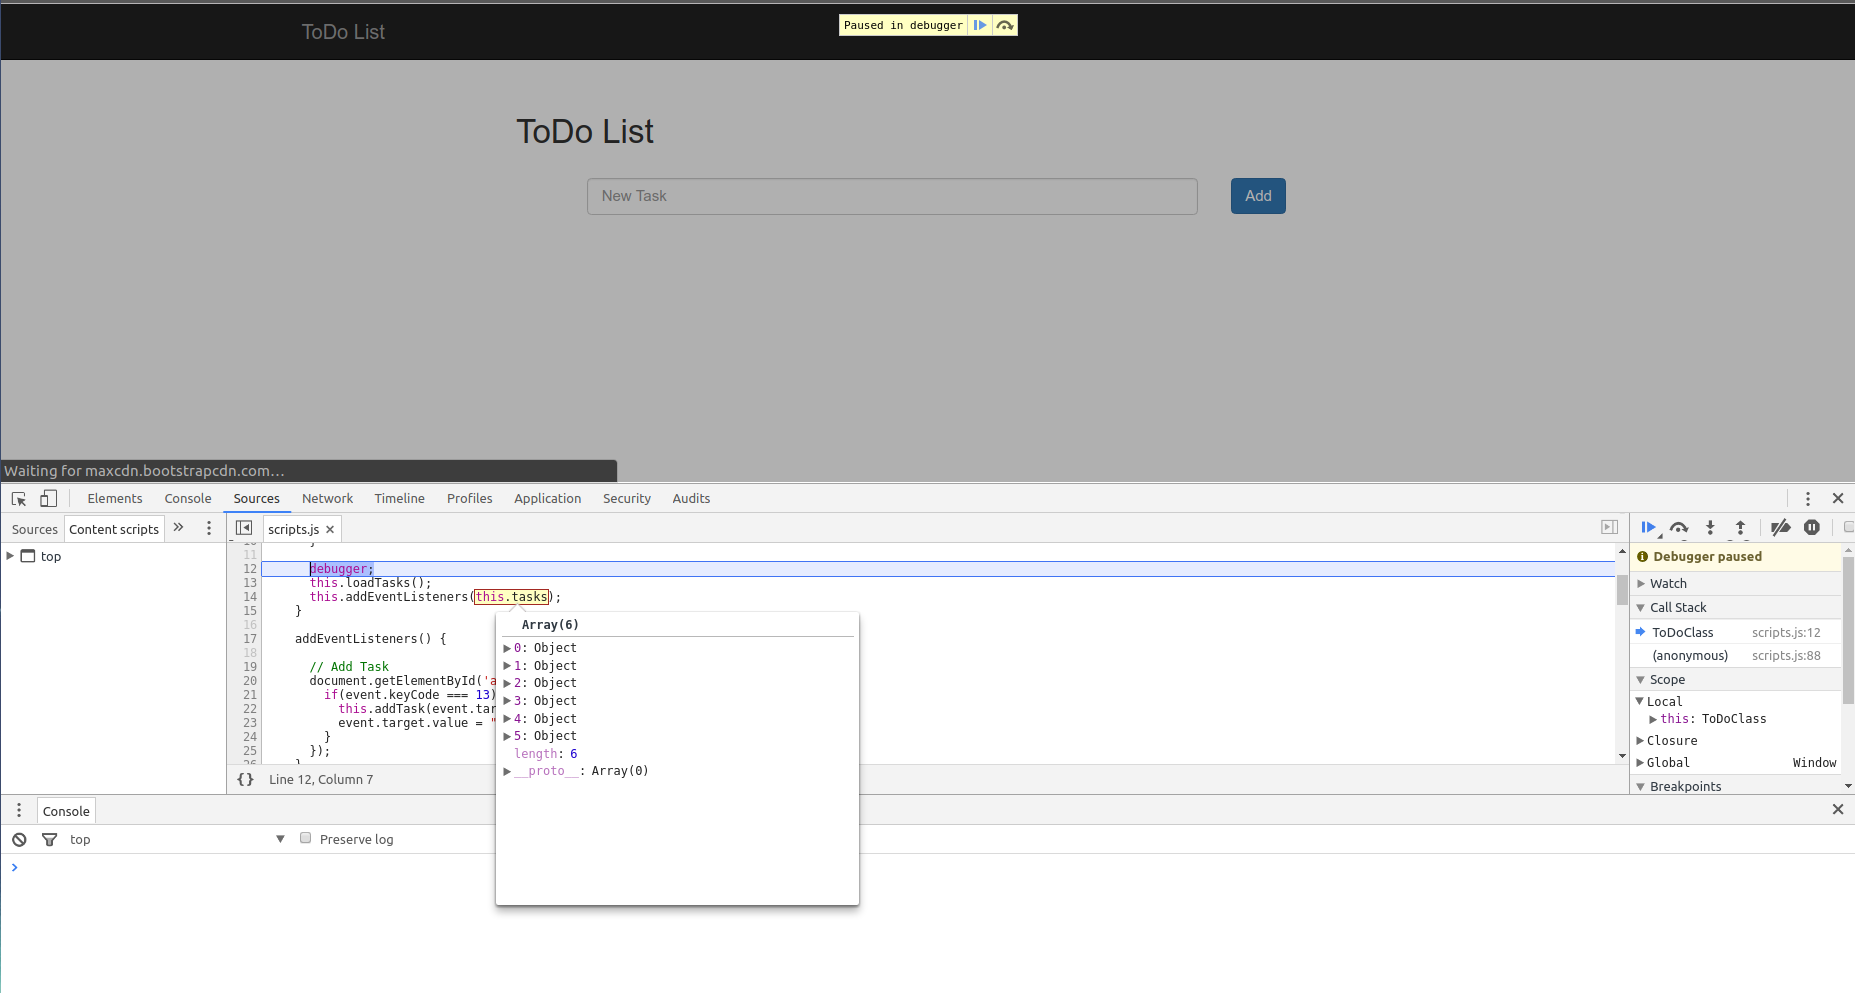 ToDo List
Paused in debugger
ToDo List
New Task
Add
Waiting for maxcdn.bootstrapcdn.com...
Elements Console Sources Network Timeline Profiles Application Security Audits
Sources Content scripts »
scripts.js ×
top
11
12 debugger;
13 this.loadTasks();
14 this.addEventListeners(this.tasks);
15 }
16
17 addEventListeners() {
18
19 // Add Task
20 document.getElementById('a
21 if(event.keyCode === 13)
22 this.addTask(event.tar
23 event.target.value = "
24 }
25 });
{} Line 12, Column 7
Array(6)
0: Object
1: Object
2: Object
3: Object
4: Object
5: Object
length: 6
__proto__: Array(0)
Debugger paused
Watch
Call Stack
ToDoClass scripts.js:12
(anonymous) scripts.js:88
Scope
Local
this: ToDoClass
Closure
Global Window
Breakpoints
Console
top
Preserve log
>